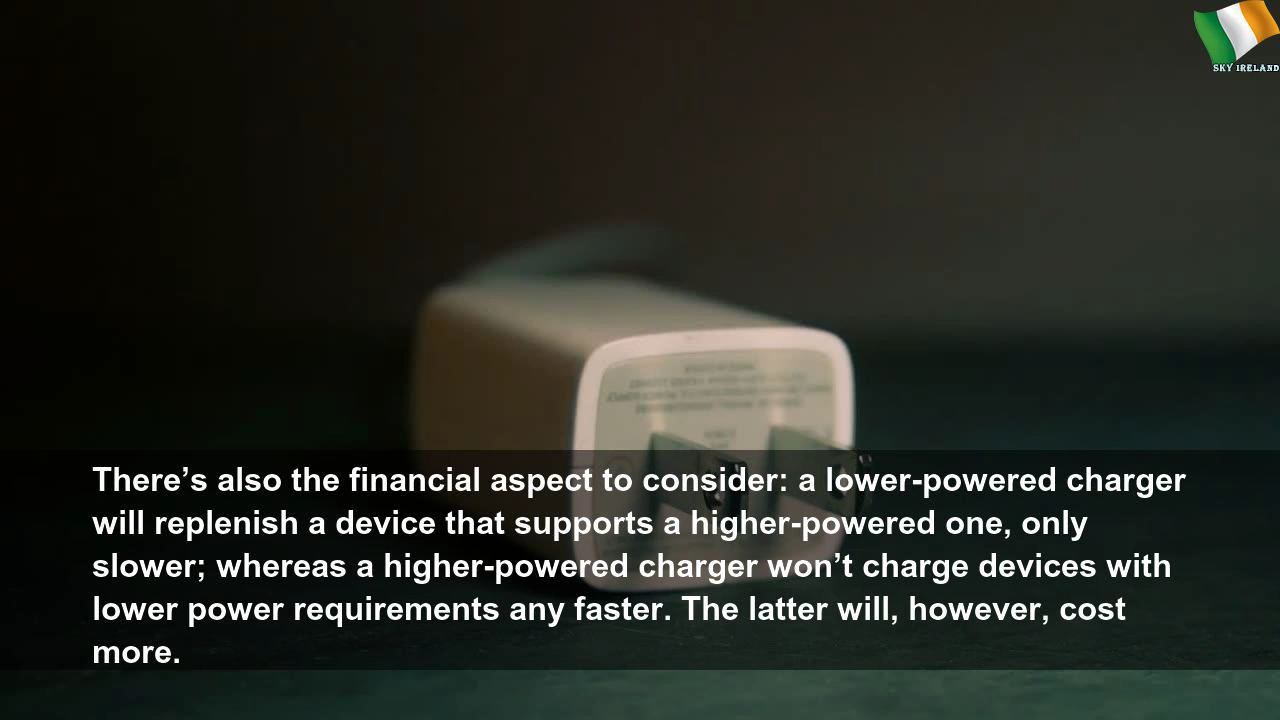 SKY IRELAND
There’s also the financial aspect to consider: a lower-powered charger
will replenish a device that supports a higher-powered one, only
slower; whereas a higher-powered charger won’t charge devices with
lower power requirements any faster. The latter will, however, cost
more.